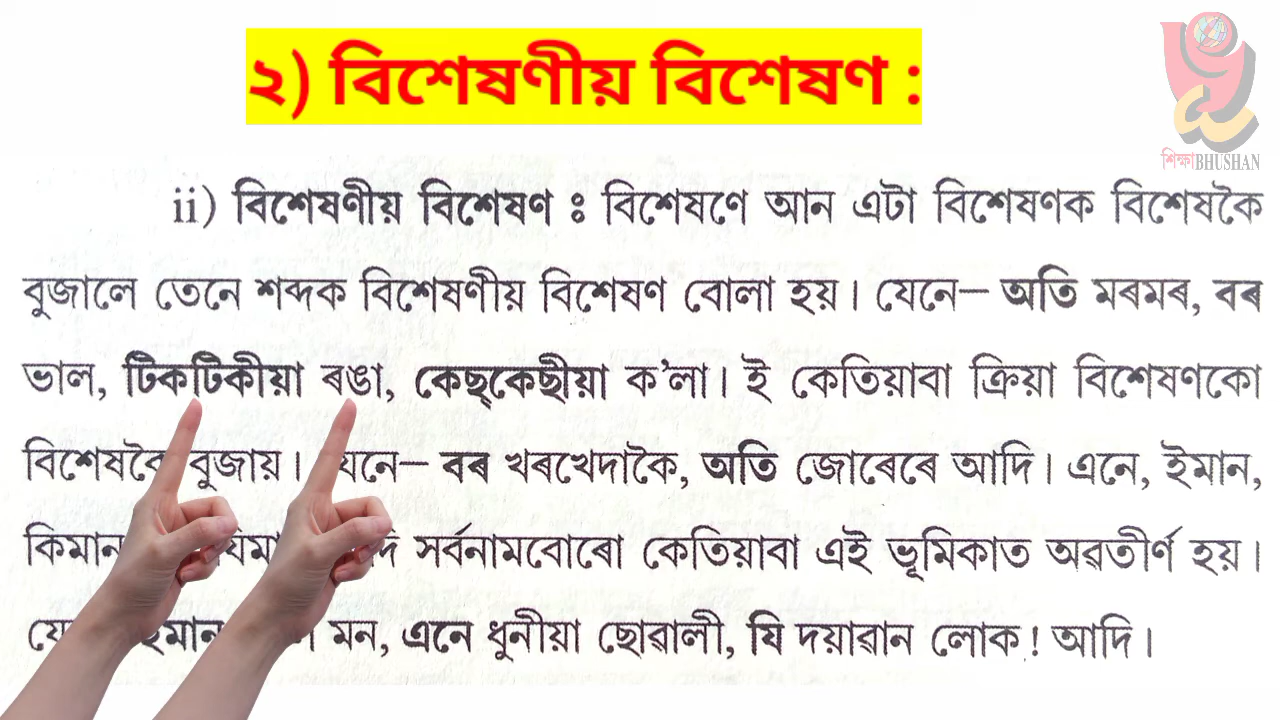 ২) বিশেষণীয় বিশেষণ :
শিক্ষাBHUSHAN
ii) বিশেষণীয় বিশেষণ ঃ বিশেষণে আন এটা বিশেষণক বিশেষকৈ
বুজালে তেনে শব্দক বিশেষণীয় বিশেষণ বোলা হয়। যেনে— অতি মৰমৰ, বৰ
ভাল, টিকটিকীয়া ৰঙা, কেছ্কেছীয়া ক'লা। ই কেতিয়াবা ক্ৰিয়া বিশেষণকো
বিশেষকৈ বুজায়। যেনে— বৰ খৰখেদাকৈ, অতি জোৰেৰে আদি। এনে, ইমান,
কিমান সৰ্বনামবোৰো কেতিয়াবা এই ভূমিকাত অৱতীৰ্ণ হয়।
মন, এনে ধুনীয়া ছোৱালী, যি দয়াৱান লোক! আদি।